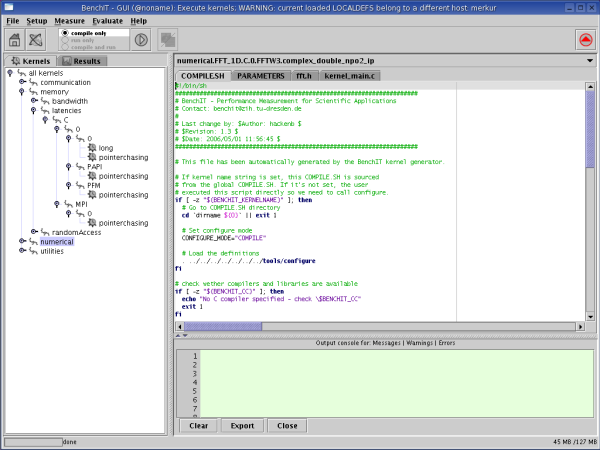 BenchIT - GUI (@noname): Execute kernels; WARNING: current loaded LOCALDEFS belong to a different host: merkur
File Setup Measure Evaluate Help
compile only
run only
compile and run
Kernels Results
all kernels
communication
memory
bandwidth
latencies
C
0
0
long
pointerchasing
PAPI
pointerchasing
PFM
pointerchasing
MPI
0
pointerchasing
randomAccess
numerical
utilities
numerical.FFT_1D.C.0.FFTW3.complex_double_npo2_ip
COMPILE.SH PARAMETERS fft.h kernel_main.c
#!/bin/sh
######################################################################
# BenchIT - Performance Measurement for Scientific Applications
# Contact: benchit@zih.tu-dresden.de
#
# Last change by: $Author: hackenb $
# $Revision: 1.3 $
# $Date: 2006/05/01 11:56:45 $
######################################################################
# This file has been automatically generated by the BenchIT kernel generator.
# If kernel name string is set, this COMPILE.SH is sourced
# from the global COMPILE.SH. If it's not set, the user
# executed this script directly so we need to call configure.
if [ -z "${BENCHIT_KERNELNAME}" ]; then
# Go to COMPILE.SH directory
cd `dirname ${0}` || exit 1
# Set configure mode
CONFIGURE_MODE="COMPILE"
# Load the definitions
. ../../../../../../../tools/configure
fi
# check vether compilers and libraries are available
if [ -z "${BENCHIT_CC}" ]; then
echo "No C compiler specified - check \$BENCHIT_CC"
exit 1
fi
Output console for: Messages | Warnings | Errors
1
2
3
4
5
6
7
8
Clear Export Close
done
45 MB /127 MB